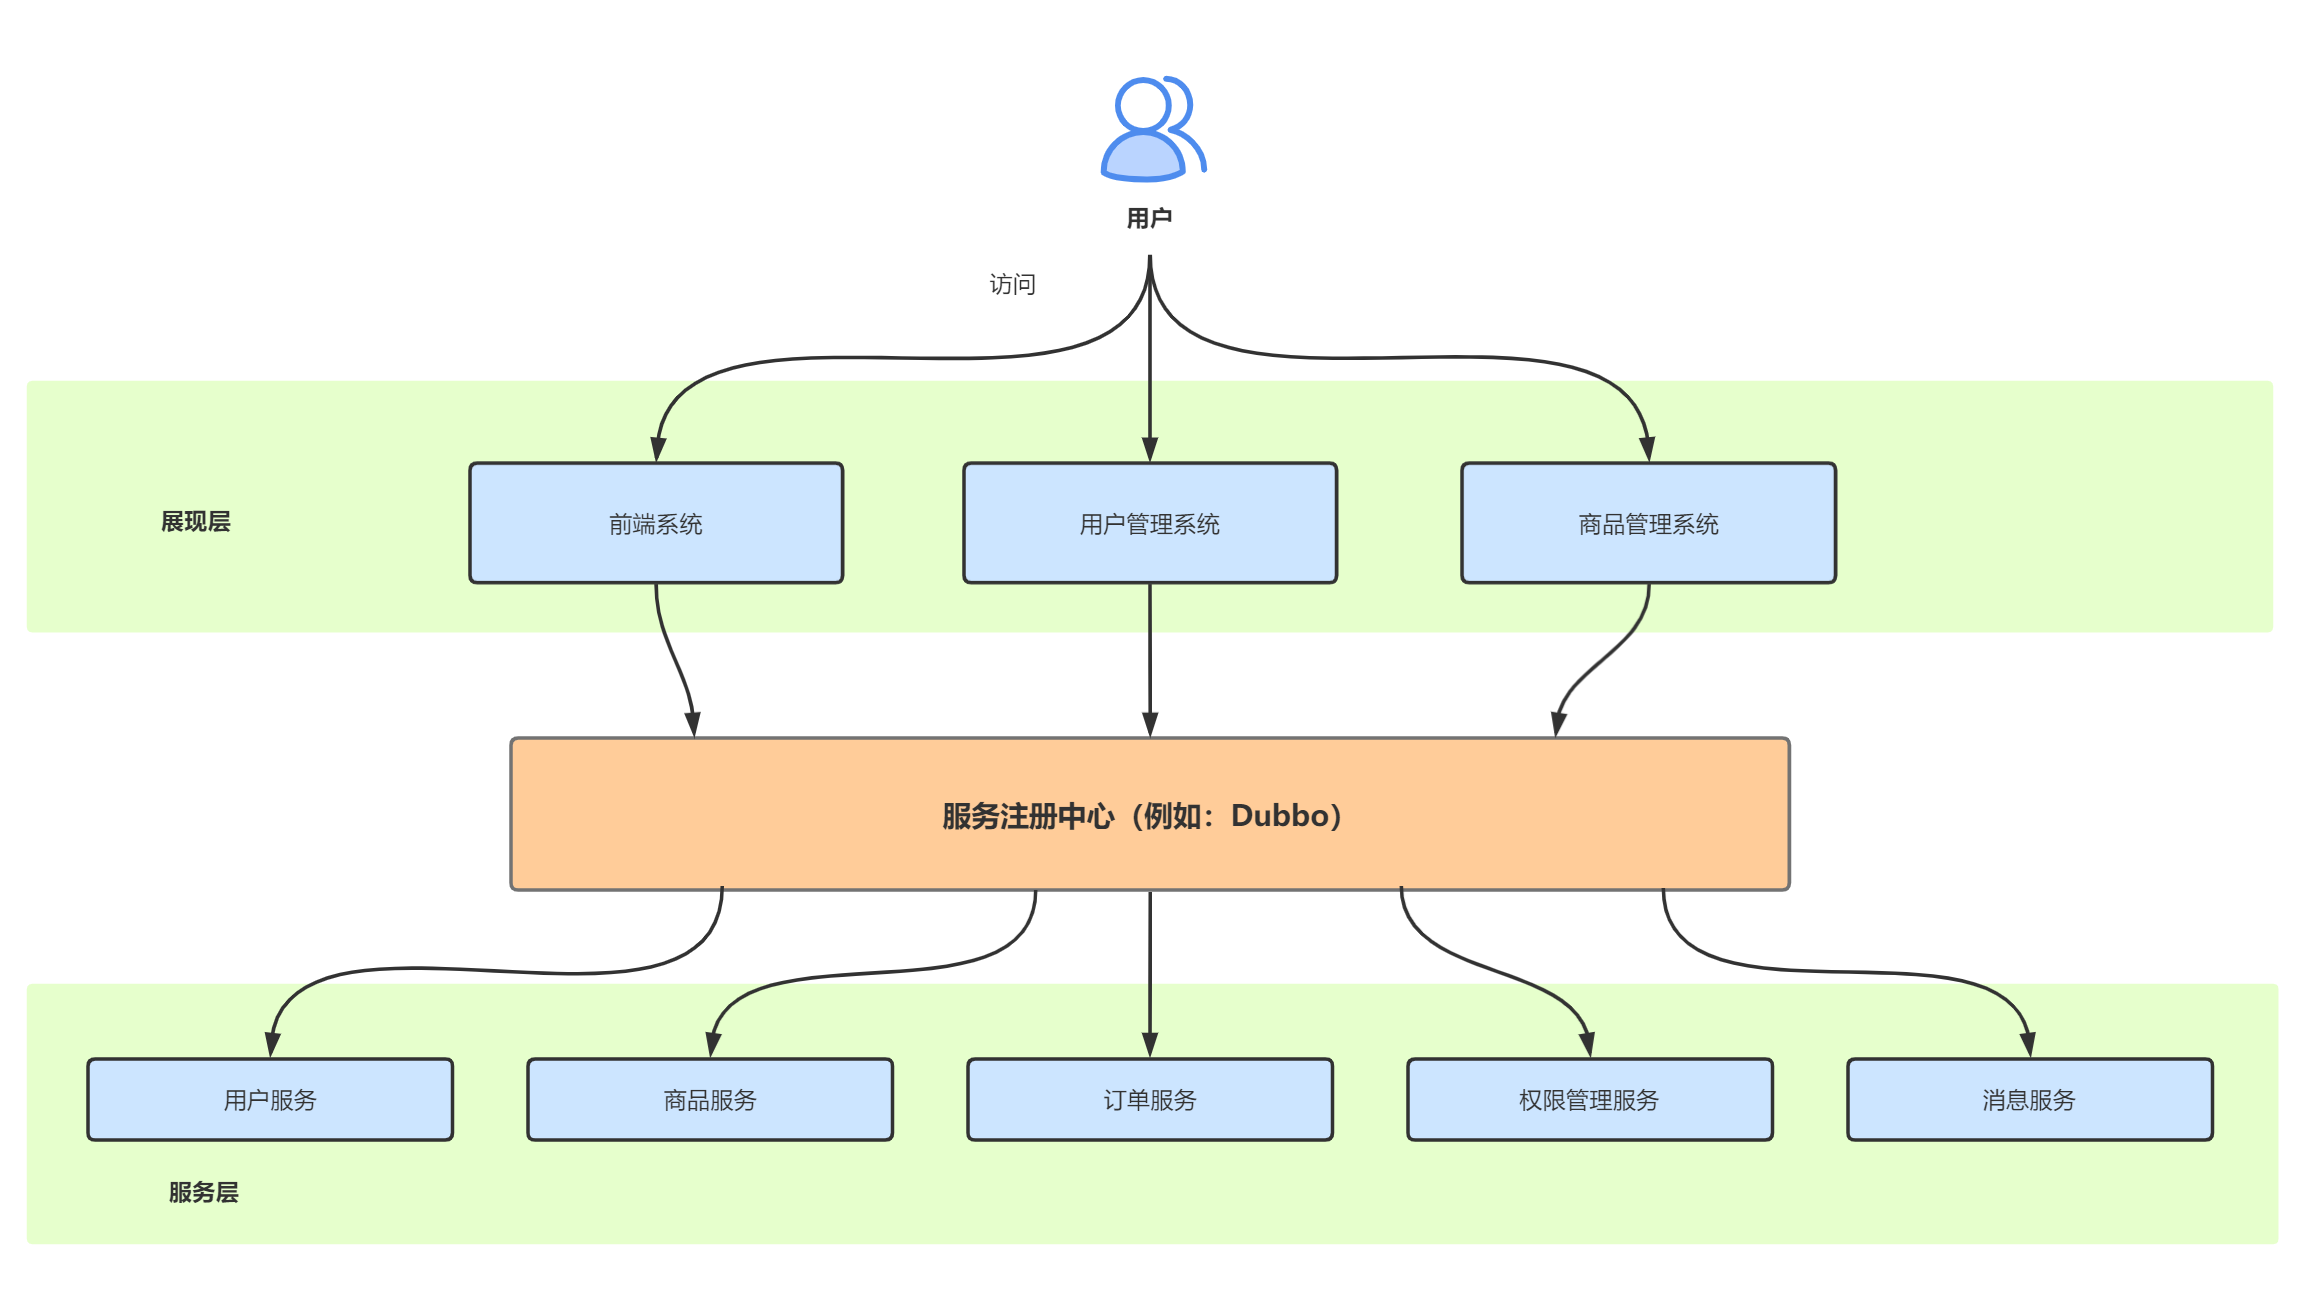 用户
访问
展现层
前端系统
用户管理系统
商品管理系统
服务注册中心（例如：Dubbo）
用户服务
商品服务
订单服务
权限管理服务
消息服务
服务层